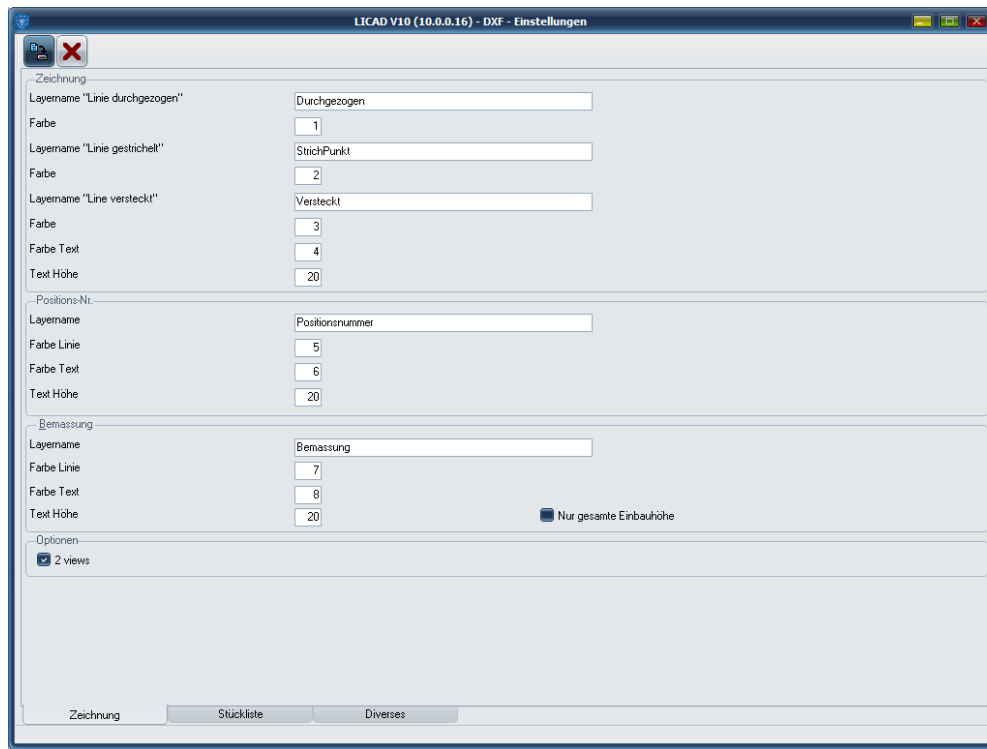 LICAD V10 (10.0.0.16) - DXF - Einstellungen
Zeichnung
Layername "Linie durchgezogen" Durchgezogen
Farbe 1
Layername "Linie gestrichelt" StrichPunkt
Farbe 2
Layername "Line versteckt" Versteckt
Farbe 3
Farbe Text 4
Text Höhe 20
Positions-Nr.
Layername Positionsnummer
Farbe Linie 5
Farbe Text 6
Text Höhe 20
Bemassung
Layername Bemassung
Farbe Linie 7
Farbe Text 8
Text Höhe 20 Nur gesamte Einbauhöhe
Optionen
2 views
Zeichnung Stückliste Diverses